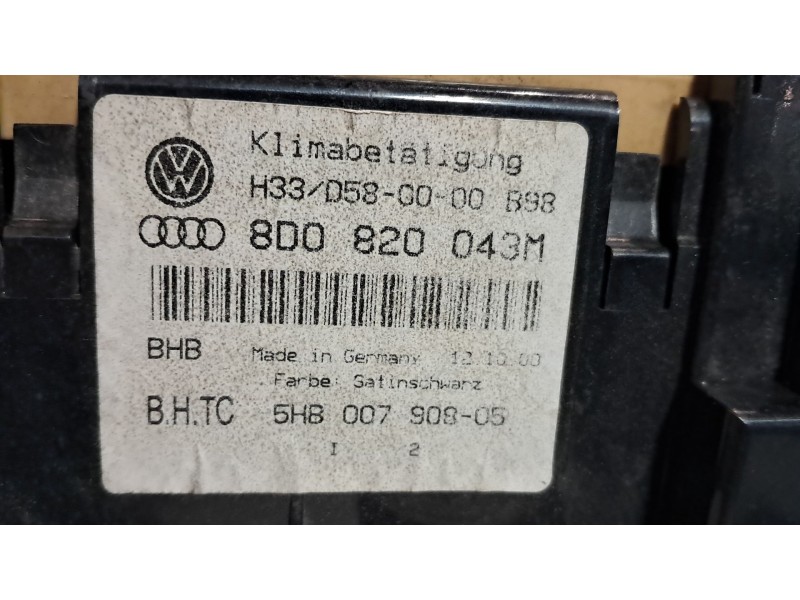 Klimabetätigung
H33/D58-00-00 B98
8D0 820 043M
BHB Made in Germany 12.10.00
Farbe: Satinschwarz
B.H.TC 5HB 007 908-05
I 2